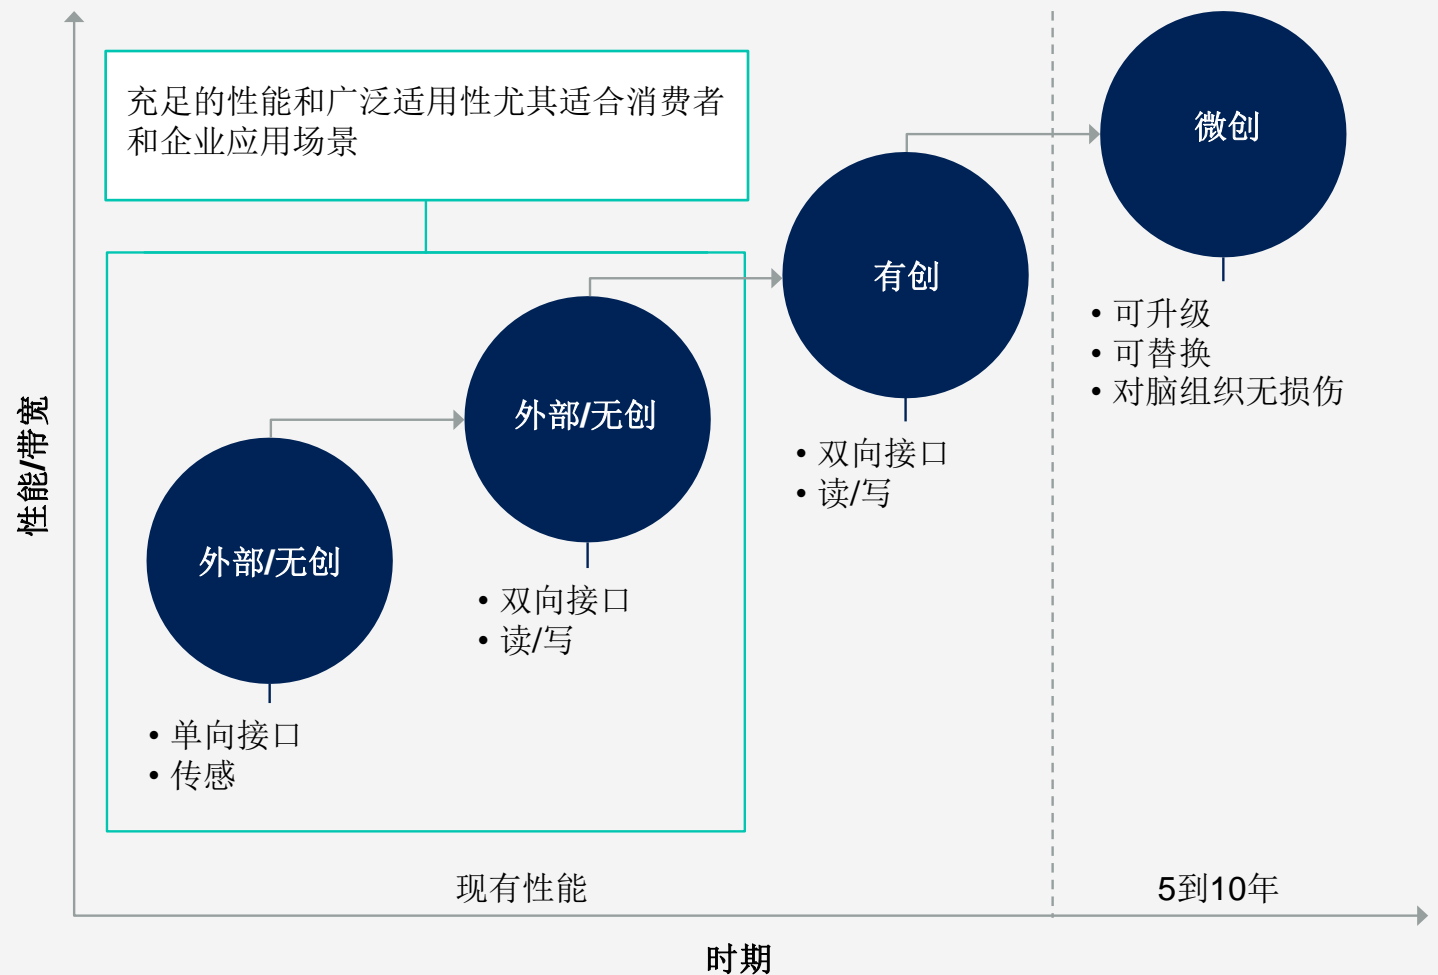 充足的性能和广泛适用性尤其适合消费者
和企业应用场景
微创
• 可升级
• 可替换
• 对脑组织无损伤
有创
• 双向接口
• 读/写
外部/无创
• 双向接口
• 读/写
外部/无创
• 单向接口
• 传感
性能/带宽
现有性能
5到10年
时期